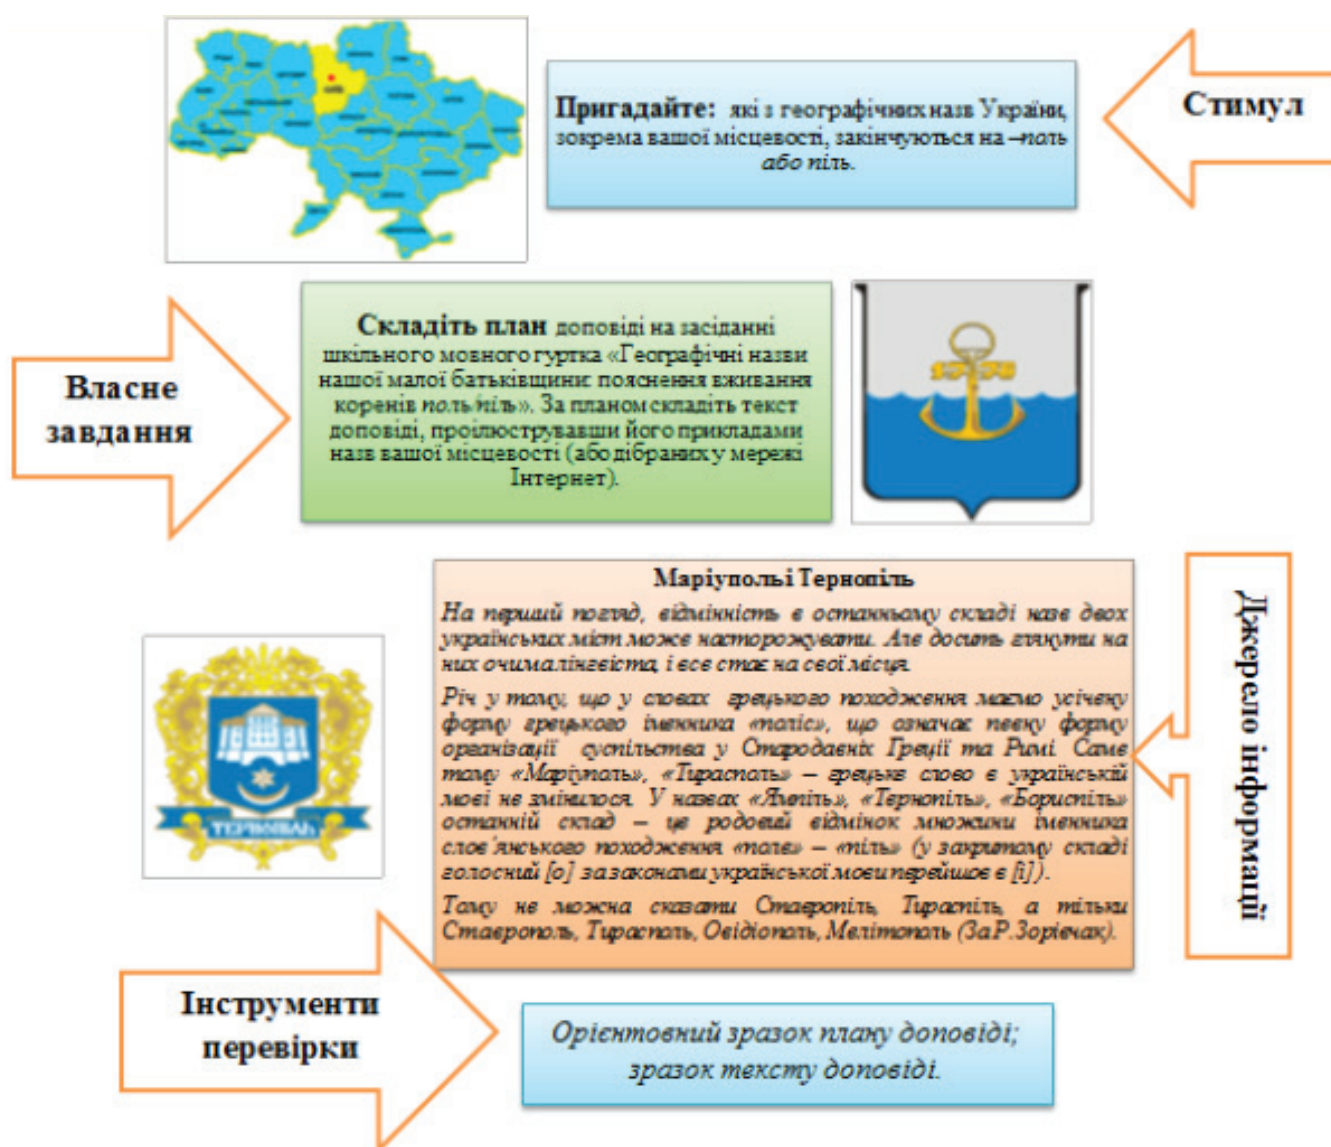 Пригадайте: які з географічних назв України,
зокрема вашої місцевості, закінчуються на –поль
або піль.
Стимул
Складіть план доповіді на засіданні
шкільного мовного гуртка «Географічні назви
нашої малої батьківщини: пояснення вживання
коренів поль/піль». За планом складіть текст
доповіді, проілюструвавши його прикладами
назв вашої місцевості (або дібраних у мережі
Інтернет).
Власне
завдання
1778
Маріуполь і Тернопіль
На перший погляд, відмінність в останньому складі назв двох
українських міст може насторожувати. Але досить глянути на
них очима лінгвіста, і все стає на свої місця.
Річ у тому, що у словах грецького походження маємо усічену
форму грецького іменника «поліс», що означає певну форму
організації суспільства у Стародавніх Греції та Римі. Саме
тому «Маріуполь», «Тирасполь» – грецьке слово в українській
мові не змінилося. У назвах «Ямпіль», «Тернопіль», «Бориспіль»
останній склад – це родовий відмінок множини іменника
слов'янського походження «поле» – «піль» (у закритому складі
голосний [о] за законами української мови перейшов в [і]).
Тому не можна сказати Ставропіль, Тираспіль, а тільки
Ставрополь, Тирасполь, Овідіополь, Мелітополь (За Р.Зорівчак).
ТЕРНОПІЛЬ
Джерело інформації
Інструменти
перевірки
Орієнтовний зразок плану доповіді;
зразок тексту доповіді.